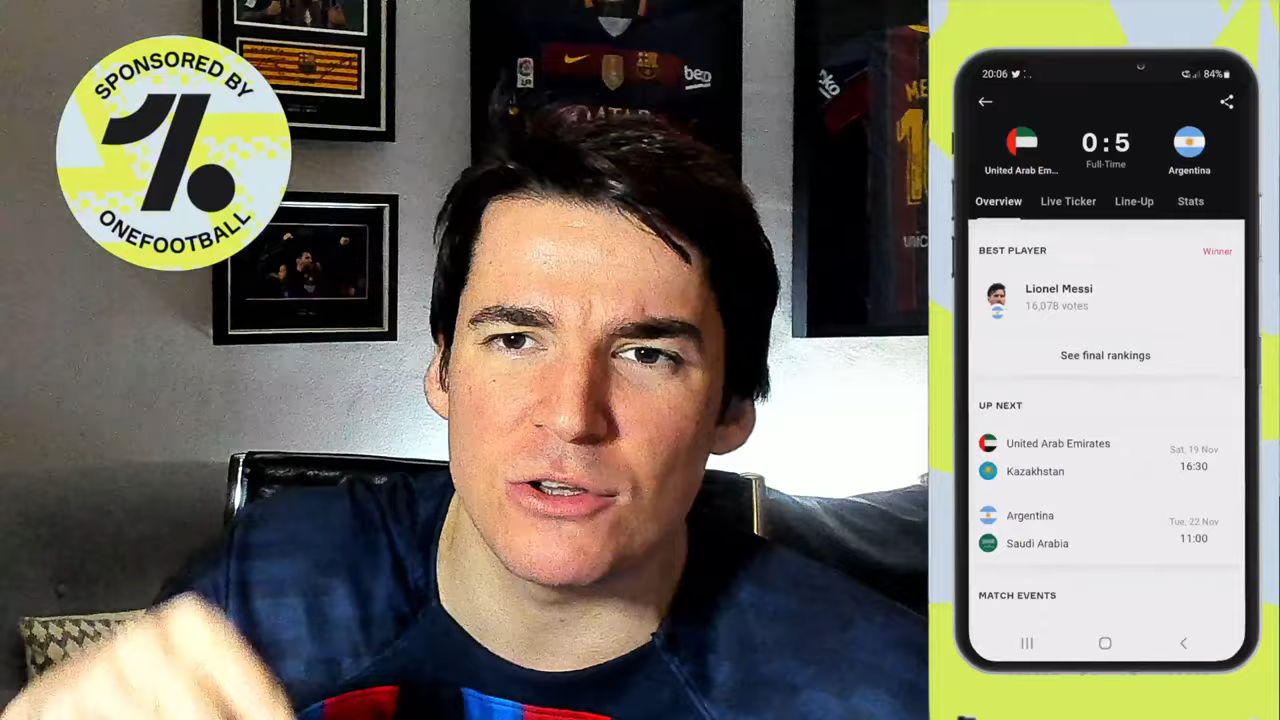 SPONSORED BY
ONEFOOTBALL
beko
QATAR
20:06
84%
0:5
Full-Time
United Arab Em...
Argentina
Overview
Live Ticker
Line-Up
Stats
BEST PLAYER
Winner
Lionel Messi
16,078 votes
See final rankings
UP NEXT
United Arab Emirates
Sat, 19 Nov
16:30
Kazakhstan
Argentina
Tue, 22 Nov
11:00
Saudi Arabia
MATCH EVENTS